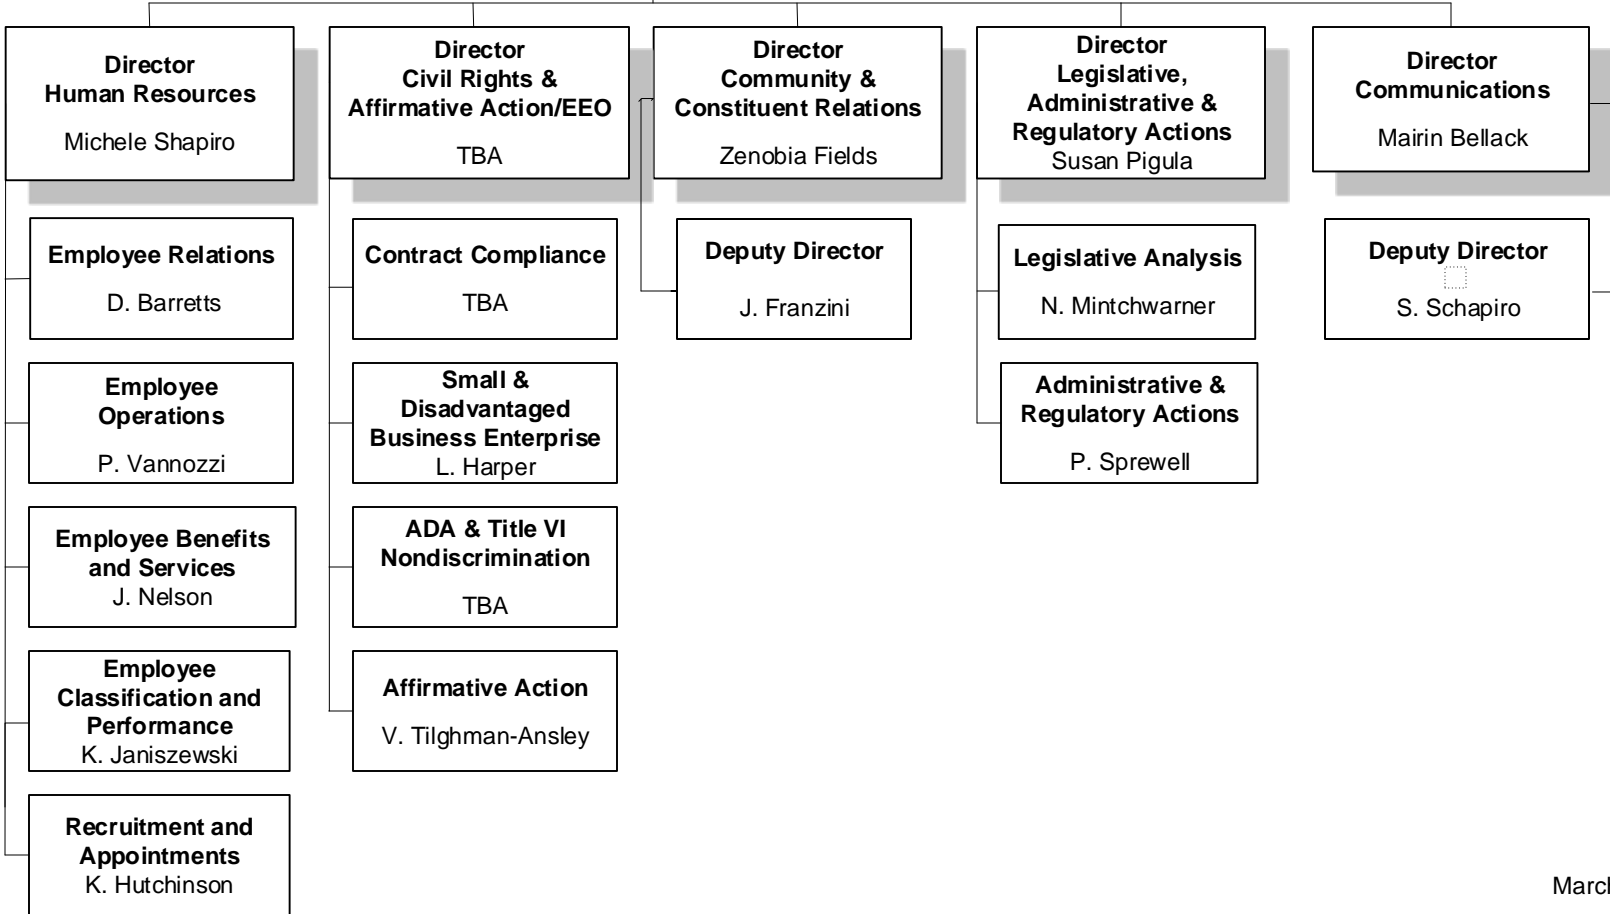 Director
Human Resources
Michele Shapiro
Employee Relations
D. Barretts
Employee
Operations
P. Vannozzi
Employee Benefits
and Services
J. Nelson
Employee
Classification and
Performance
K. Janiszewski
Recruitment and
Appointments
K. Hutchinson
Director
Civil Rights &
Affirmative Action/EEO
TBA
Contract Compliance
TBA
Small &
Disadvantaged
Business Enterprise
L. Harper
ADA & Title VI
Nondiscrimination
TBA
Affirmative Action
V. Tilghman-Ansley
Director
Community &
Constituent Relations
Zenobia Fields
Deputy Director
J. Franzini
Director
Legislative,
Administrative &
Regulatory Actions
Susan Pigula
Legislative Analysis
N. Mintchwarner
Administrative &
Regulatory Actions
P. Sprewell
Director
Communications
Mairin Bellack
Deputy Director
S. Schapiro
March